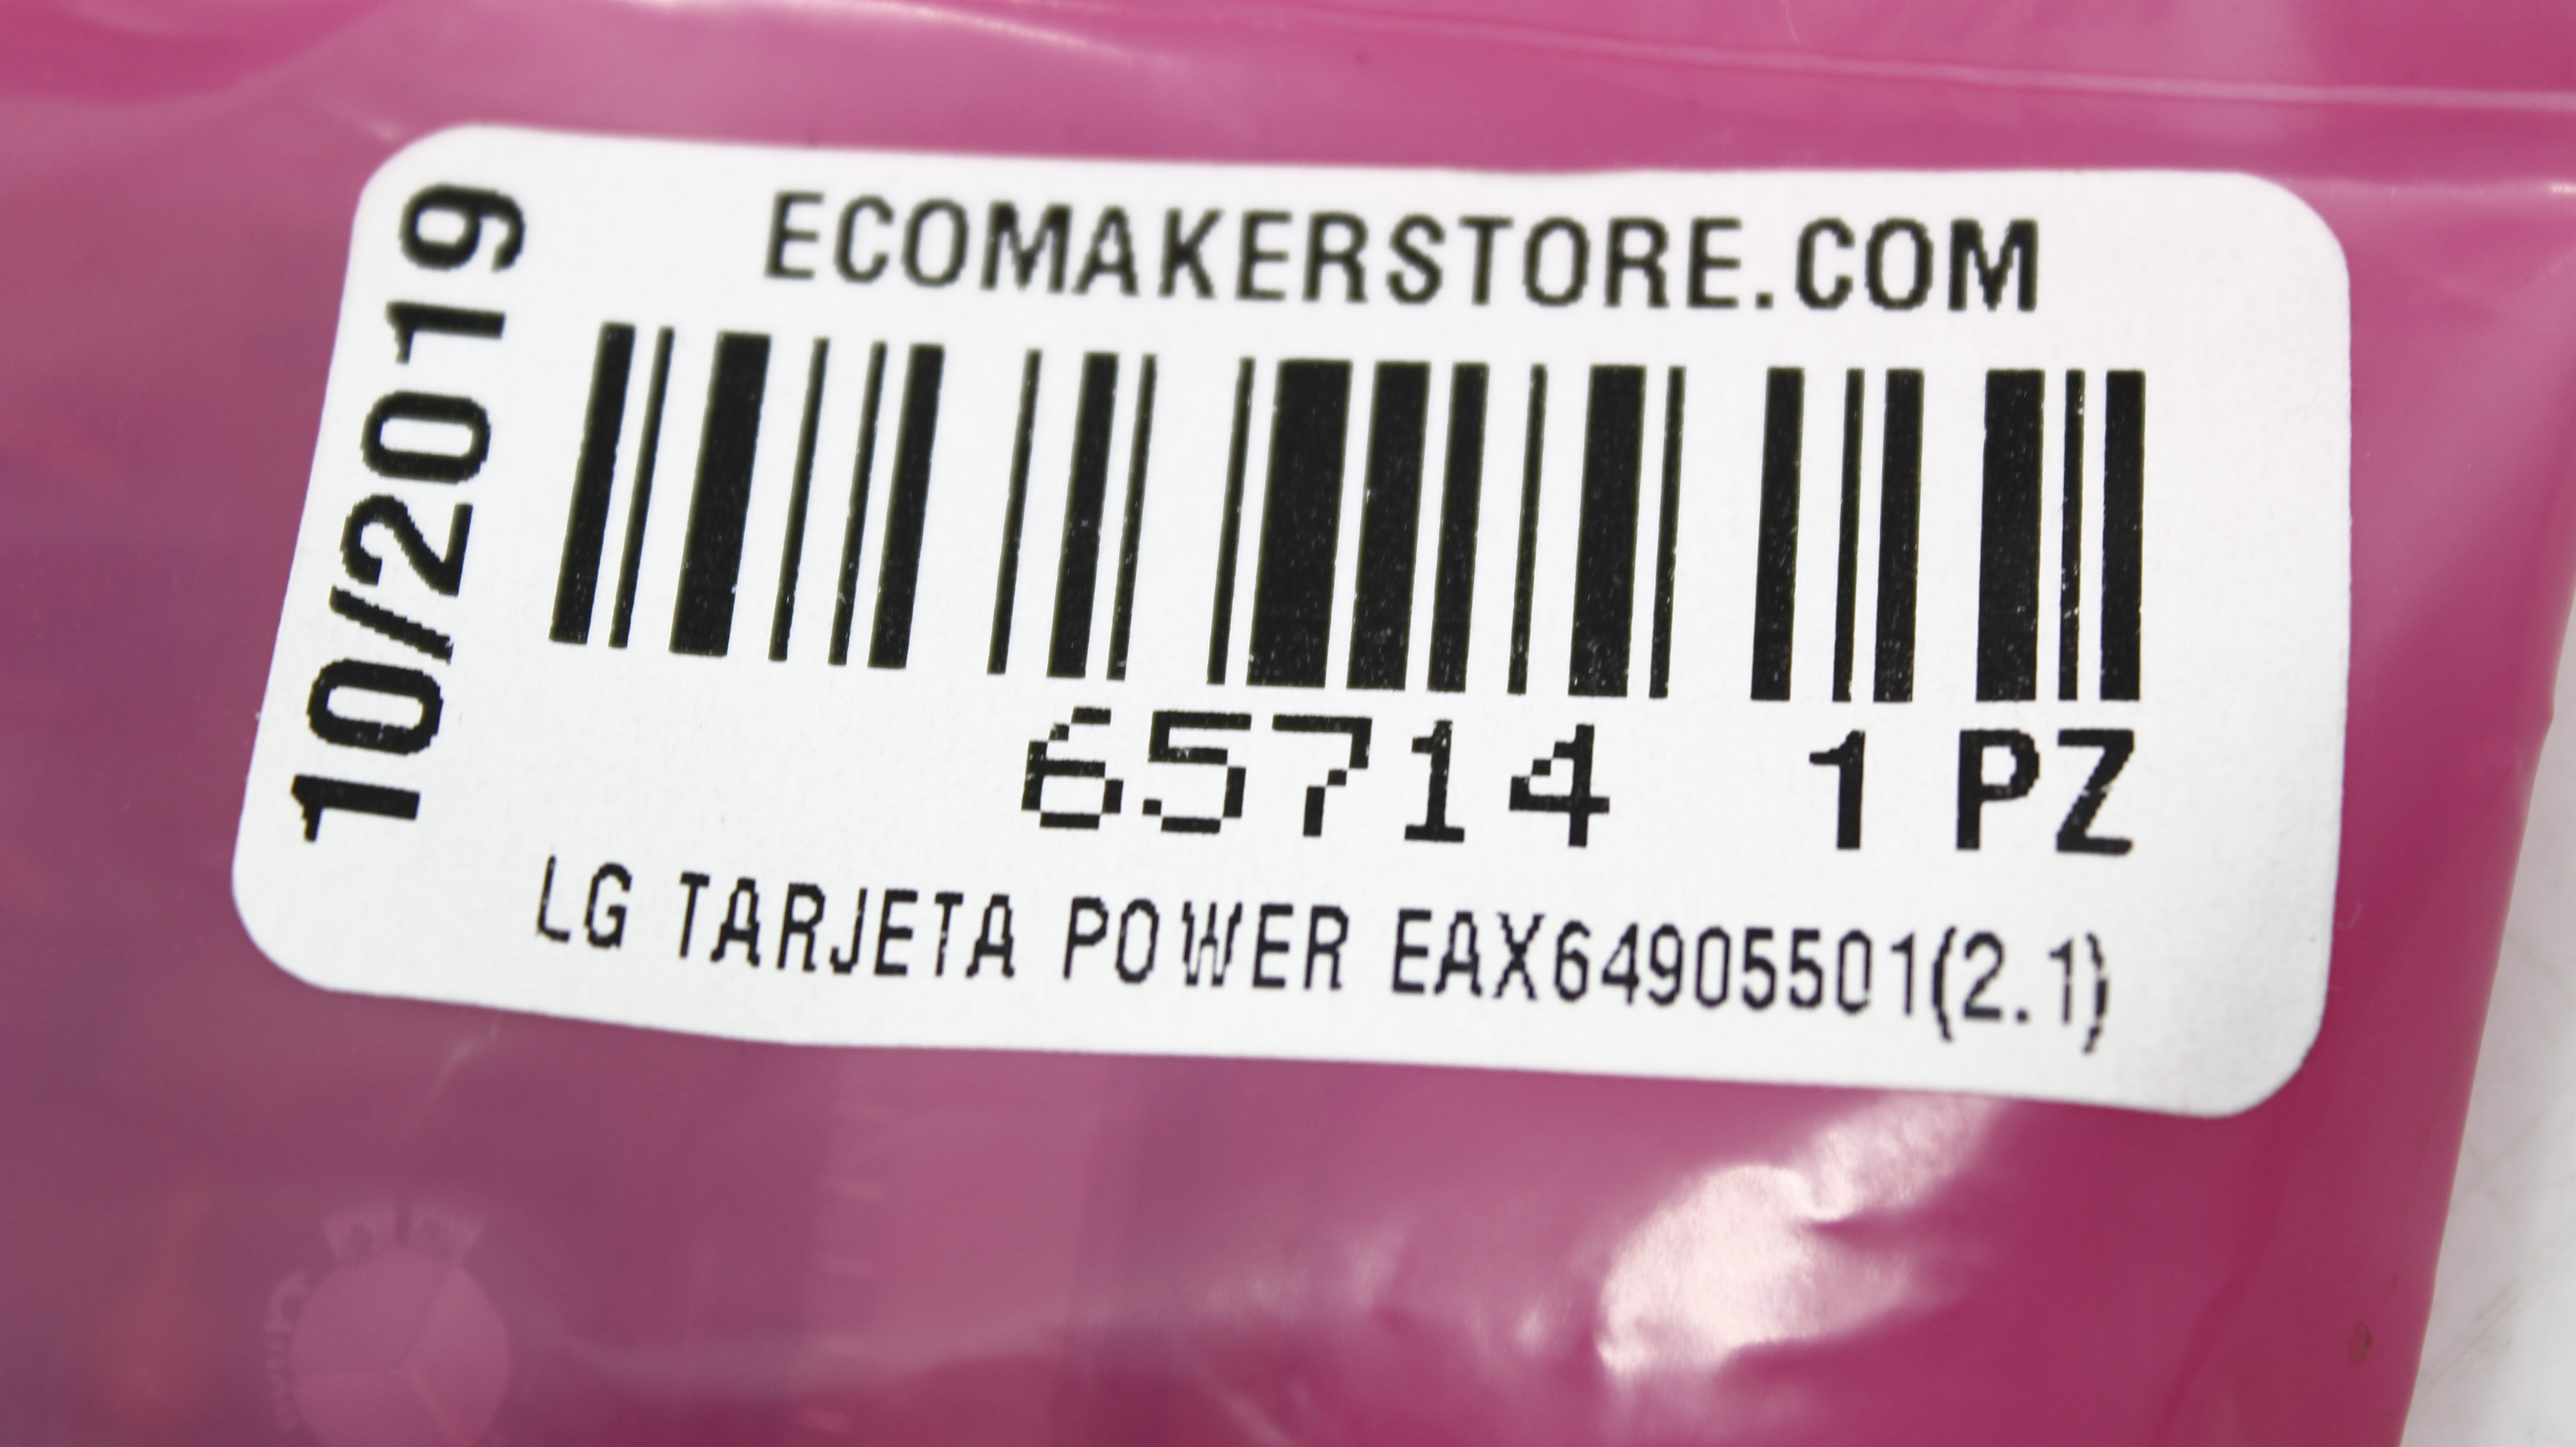 10/2019
ECOMAKERSTORE.COM
65714 1 PZ
LG TARJETA POWER EAX64905501(2.1)